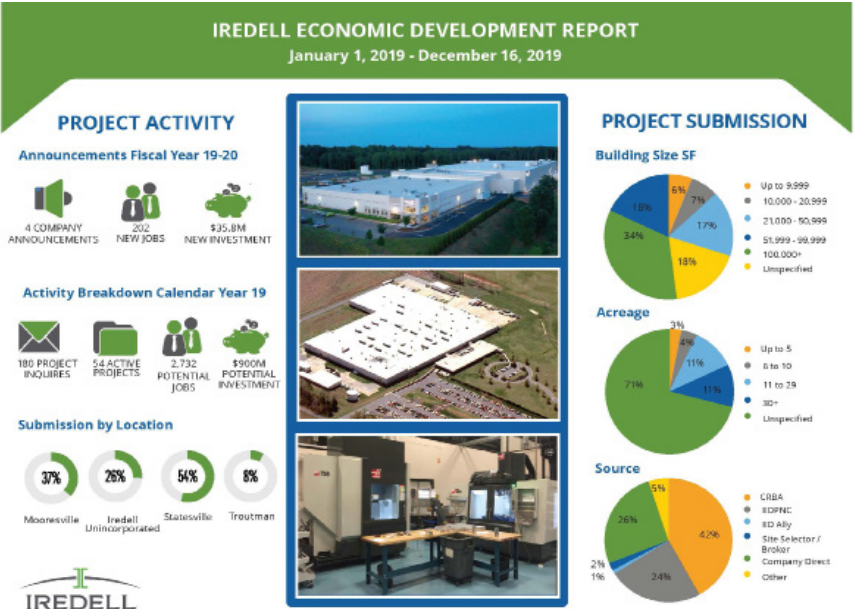 IREDELL ECONOMIC DEVELOPMENT REPORT
January 1, 2019 - December 16, 2019
PROJECT ACTIVITY
Announcements Fiscal Year 19-20
4 COMPANY
ANNOUNCEMENTS
202
NEW JOBS
$35.8M
NEW INVESTMENT
Activity Breakdown Calendar Year 19
180 PROJECT
INQUIRES
54 ACTIVE
PROJECTS
2,732
POTENTIAL
JOBS
$900M
POTENTIAL
INVESTMENT
Submission by Location
37%
Mooresville
26%
Iredell
Unincorporated
54%
Statesville
8%
Troutman
IREDELL
PROJECT SUBMISSION
Building Size SF
6%
7%
17%
18%
34%
18%
Up to 9,999
10,000 - 20,999
21,000 - 50,999
51,999 - 99,999
100,000+
Unspecified
Acreage
3%
4%
11%
11%
71%
Up to 5
6 to 10
11 to 29
30+
Unspecified
Source
5%
42%
24%
1%
2%
26%
CRBA
EDPNC
ED Ally
Site Selector /
Broker
Company Direct
Other